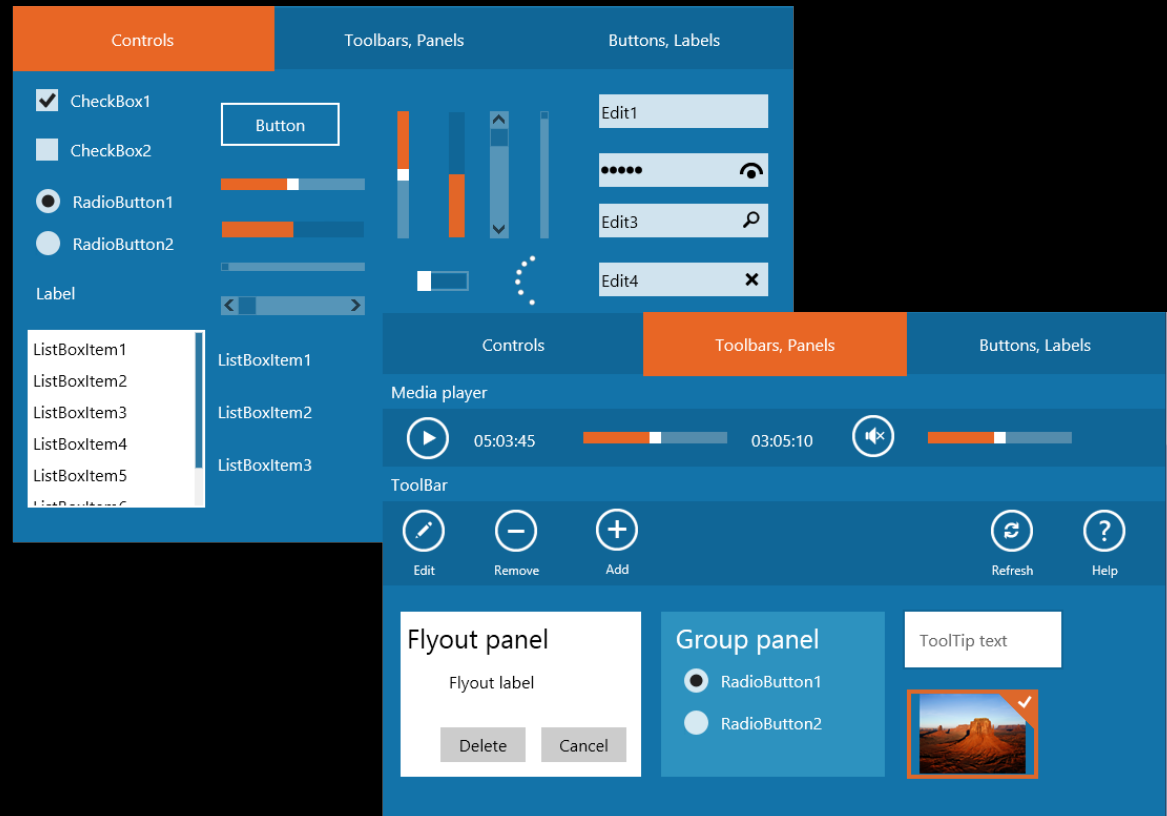 Controls
Toolbars, Panels
Buttons, Labels
CheckBox1
CheckBox2
RadioButton1
RadioButton2
Label
ListBoxItem1
ListBoxItem2
ListBoxItem3
ListBoxItem4
ListBoxItem5
Button
ListBoxItem1
ListBoxItem2
ListBoxItem3
Edit1
•••••
Edit3
Edit4
Controls
Toolbars, Panels
Buttons, Labels
Media player
05:03:45
03:05:10
ToolBar
Edit
Remove
Add
Refresh
? Help
Flyout panel
Flyout label
Delete
Cancel
Group panel
RadioButton1
RadioButton2
ToolTip text